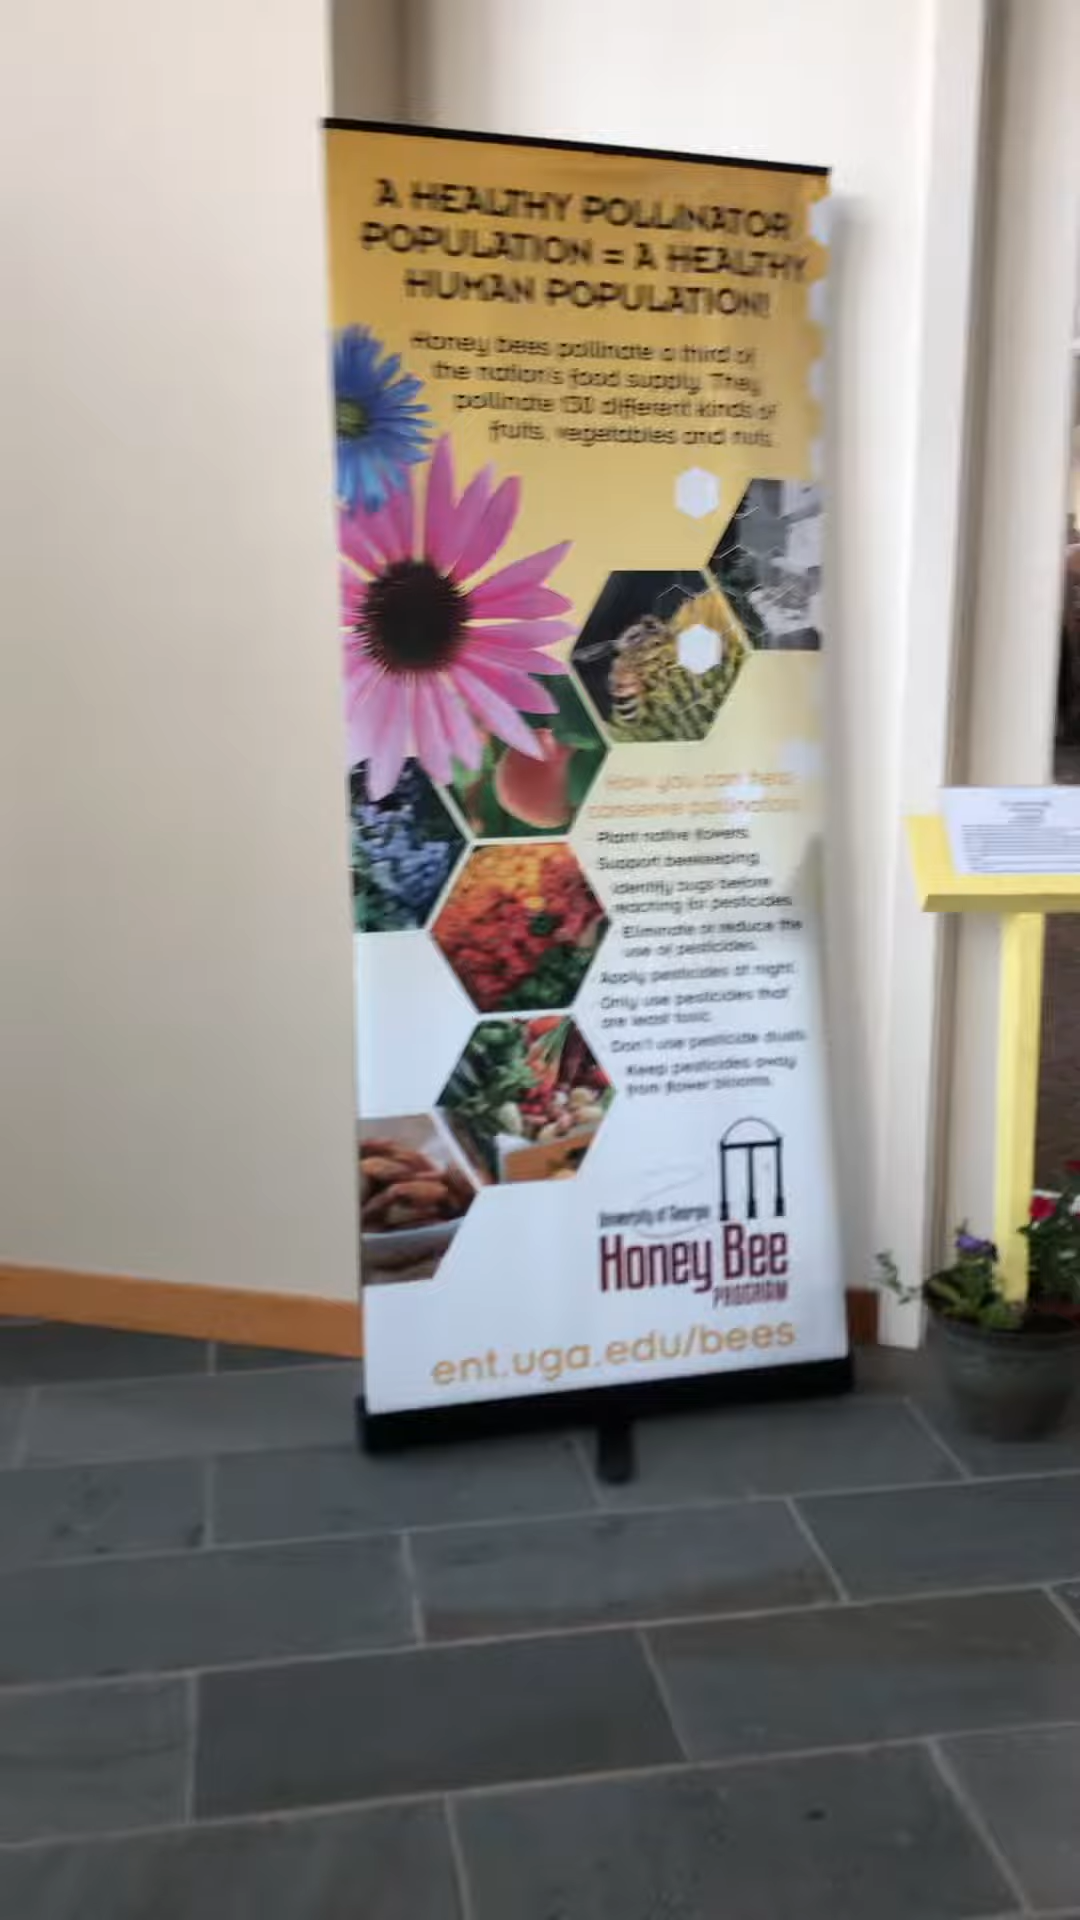 A HEALTHY POLLINATOR
POPULATION = A HEALTHY
HUMAN POPULATION!
Honey bees pollinate a third of
the nation's food supply. They
pollinate 130 different kinds of
fruits, vegetables and nuts.
How you can help
conserve pollinators
Plant native flowers.
Support beekeeping.
Identify bugs before
reaching for pesticides.
Eliminate or reduce the
use of pesticides.
Apply pesticides at night.
Only use pesticides that
are least toxic.
Don't use pesticide dusts.
Keep pesticides away
from flower blooms.
University of Georgia
Honey Bee
PROGRAM
ent.uga.edu/bees